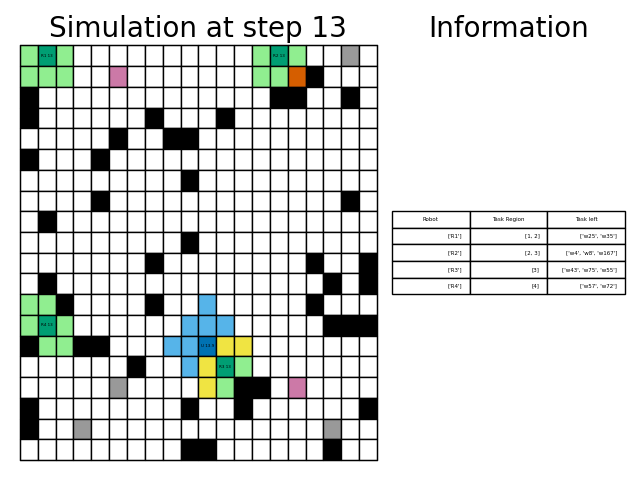 Simulation at step 13
Information
Robot Task Region Task left
['R1'] [1, 2] ['w25', 'w35']
['R2'] [2, 3] ['w4', 'w8', 'w167']
['R3'] [3] ['w43', 'w75', 'w55']
['R4'] [4] ['w57', 'w72']